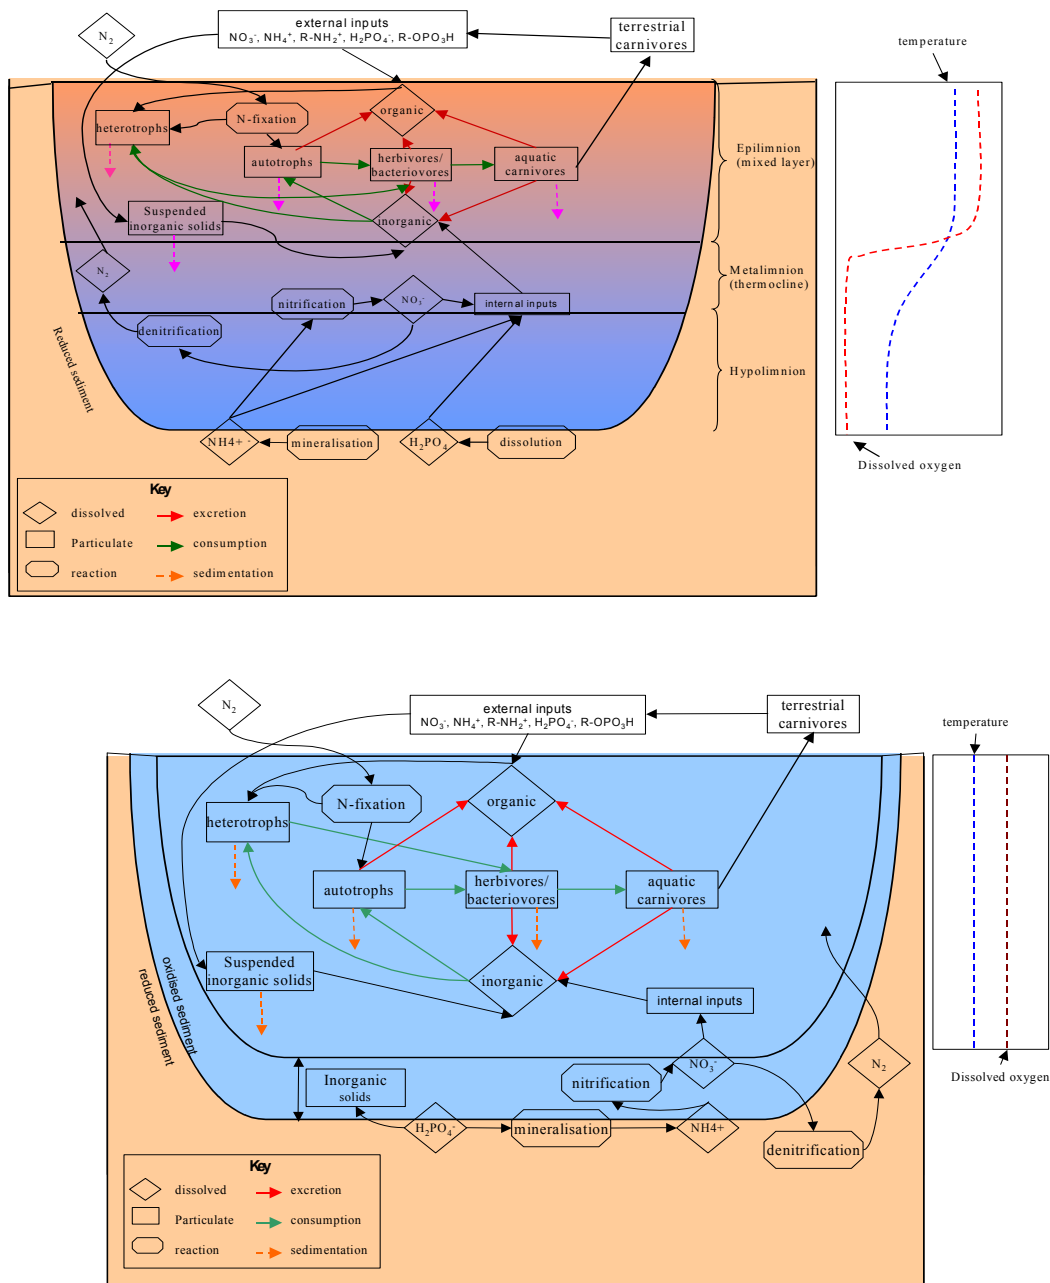 external inputs
NO₃⁻, NH₄⁺, R-NH₂⁺, H₂PO₄⁻, R-OPO₃H
terrestrial
carnivores
N₂
temperature
organic
N-fixation
heterotrophs
Epilimnion
(mixed layer)
autotrophs
herbivores/
bacteriovores
aquatic
carnivores
Suspended
inorganic solids
inorganic
N₂
Metalimnion
(thermocline)
nitrification
NO₃⁻
internal inputs
denitrification
Reduced sediment
Hypolimnion
NH4+ -
mineralisation
H₂PO₄
dissolution
Dissolved oxygen
Key
dissolved
excretion
Particulate
consumption
reaction
sedimentation
N₂
external inputs
NO₃⁻, NH₄⁺, R-NH₂⁺, H₂PO₄⁻, R-OPO₃H
terrestrial
carnivores
temperature
N-fixation
organic
heterotrophs
autotrophs
herbivores/
bacteriovores
aquatic
carnivores
Suspended
inorganic solids
inorganic
internal inputs
oxidised sediment
reduced sediment
Inorganic
solids
nitrification
NO₃⁻
N₂
Dissolved oxygen
H₂PO₄⁻
mineralisation
NH4+
denitrification
Key
dissolved
excretion
Particulate
consumption
reaction
sedimentation